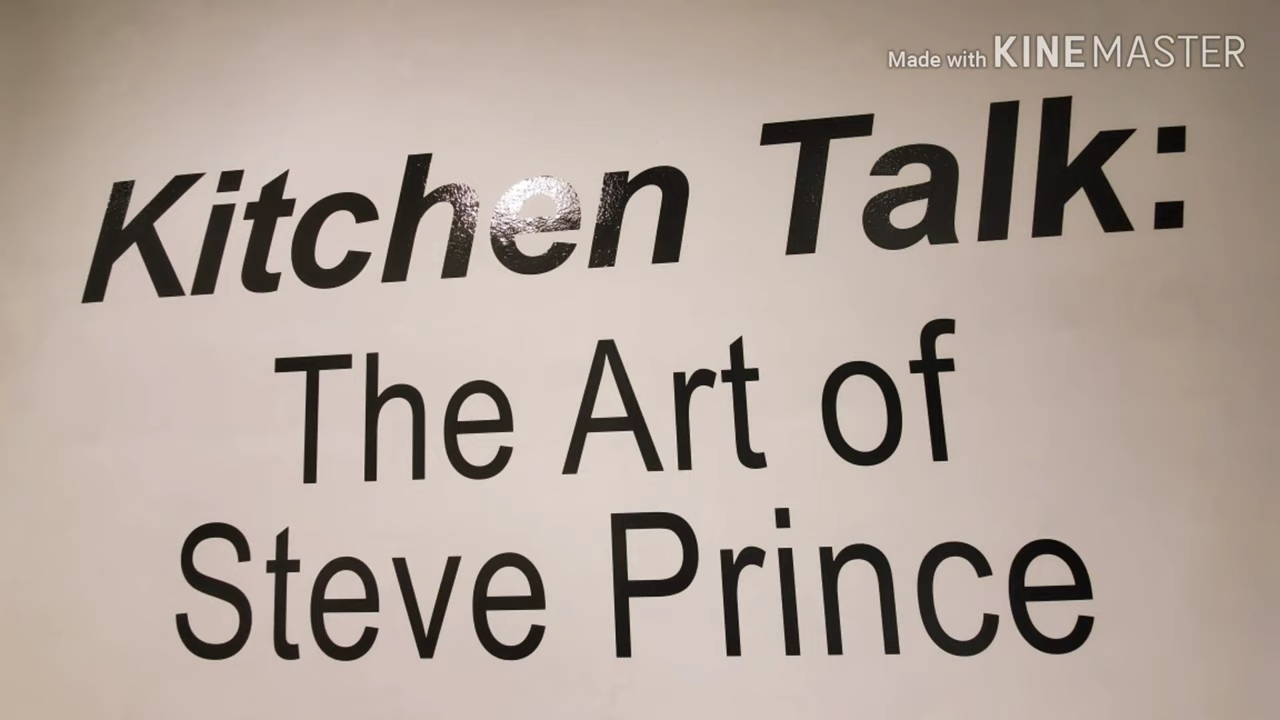 Made with KINEMASTER
Kitchen Talk:
The Art of
Steve Prince